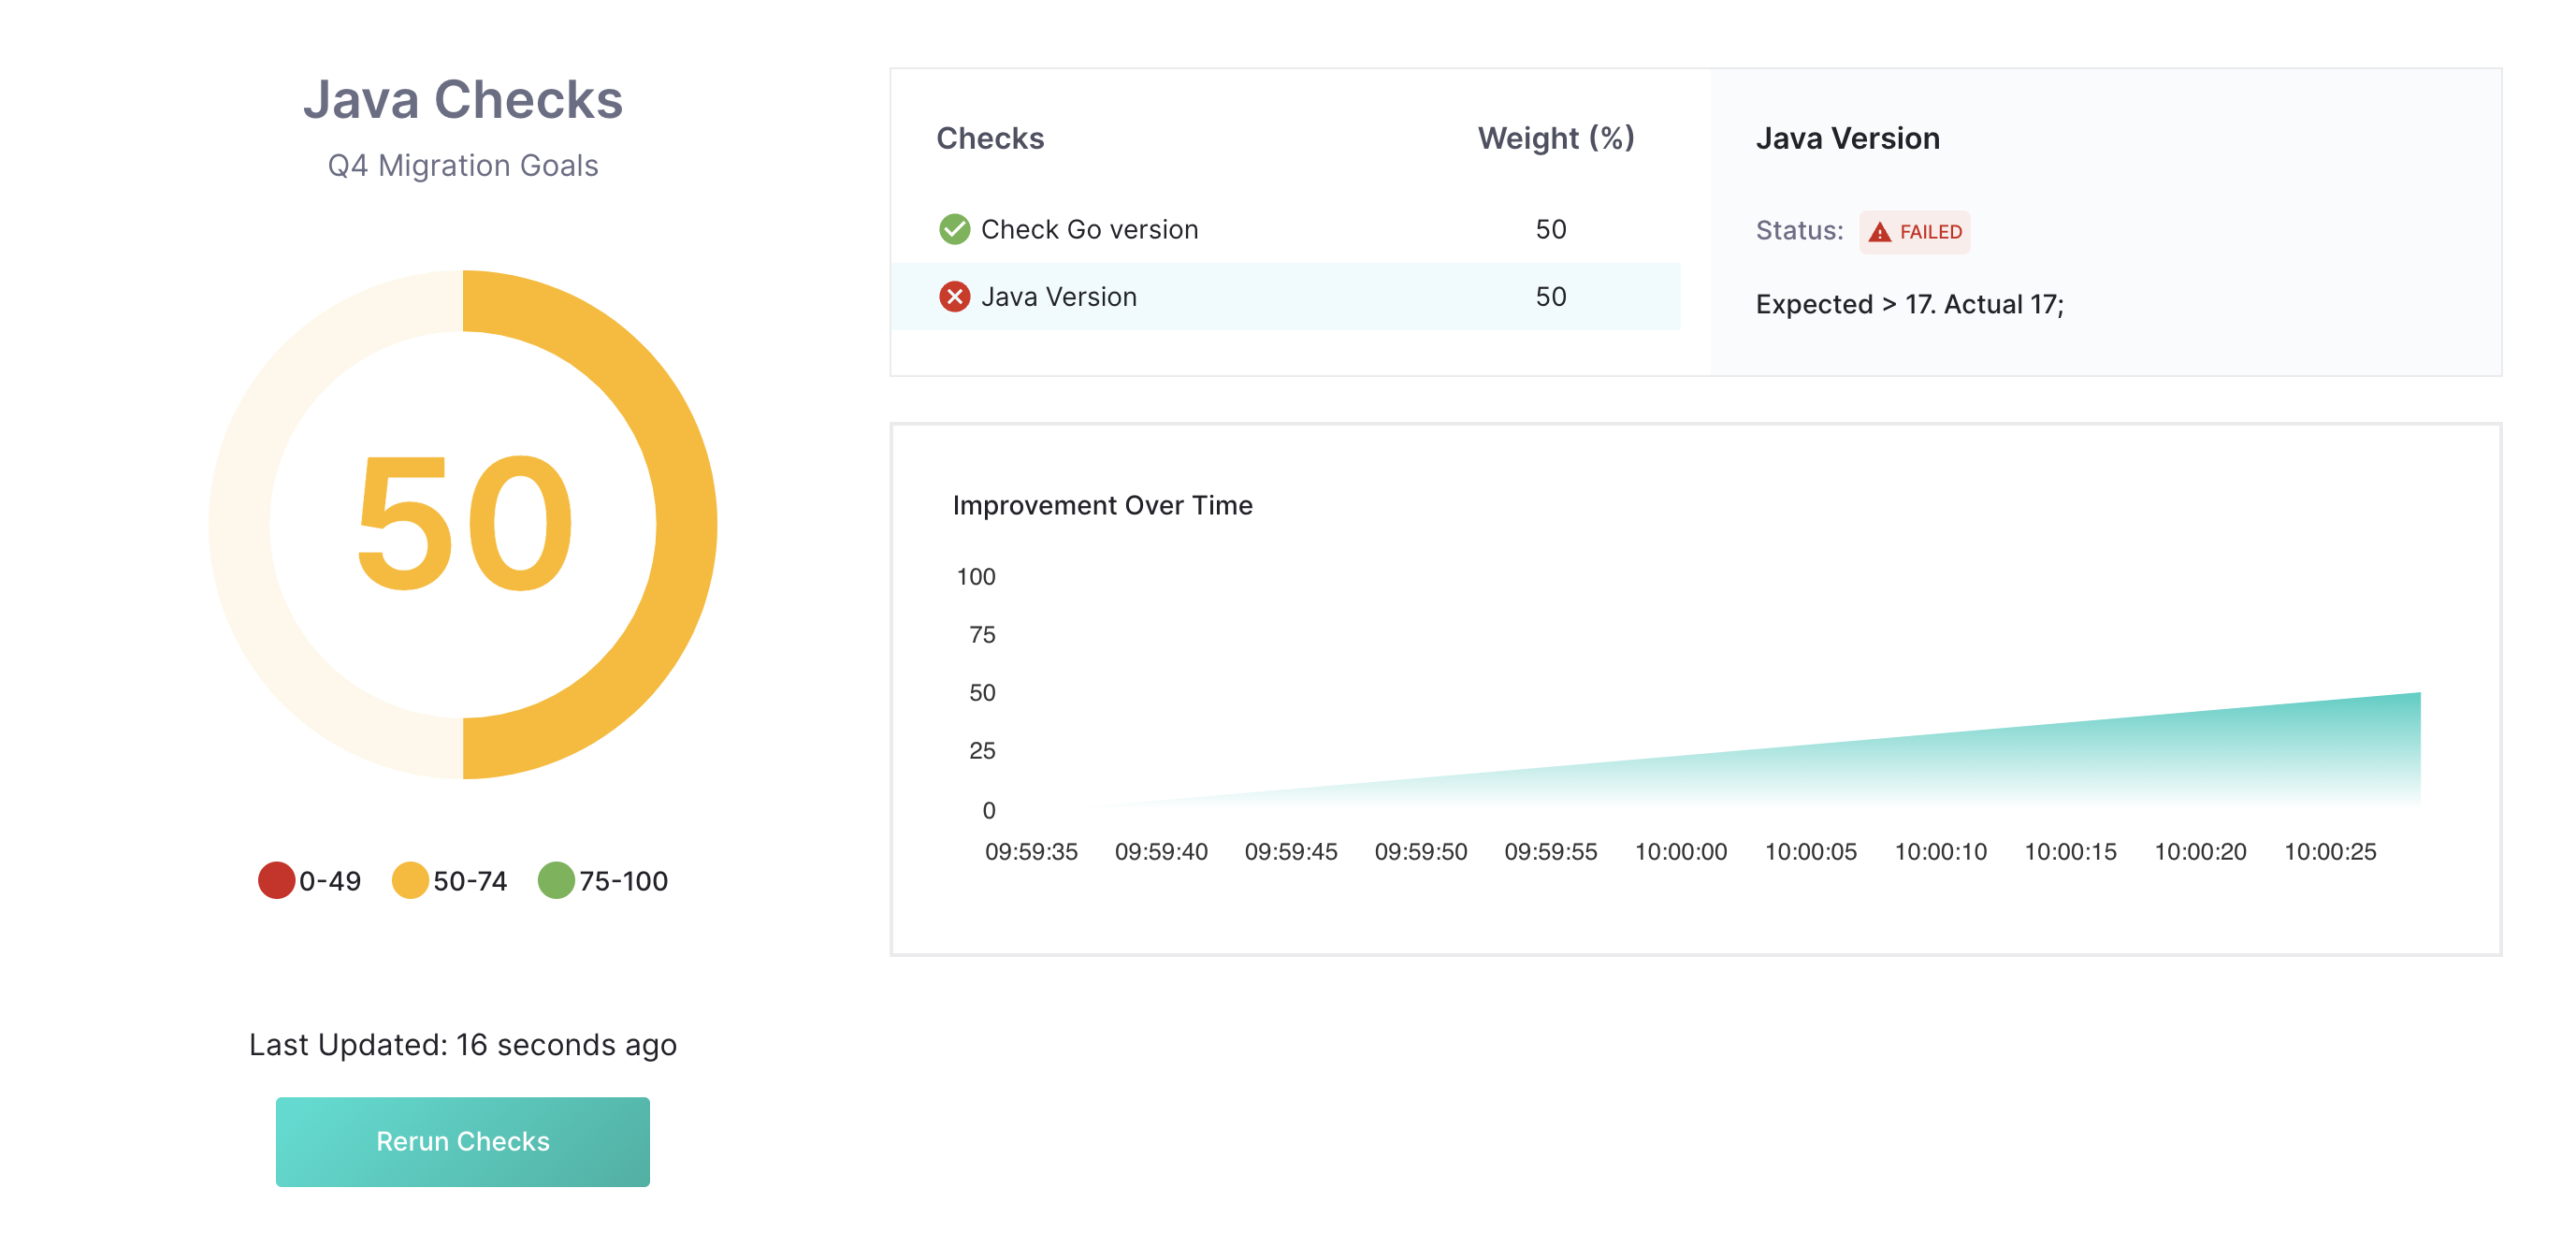 Java Checks
Q4 Migration Goals
50
0-49 50-74 75-100
Last Updated: 16 seconds ago
Rerun Checks
Checks Weight (%)
Check Go version 50
Java Version 50
Java Version
Status: FAILED
Expected > 17. Actual 17;
Improvement Over Time
100
75
50
25
0
09:59:35 09:59:40 09:59:45 09:59:50 09:59:55 10:00:00 10:00:05 10:00:10 10:00:15 10:00:20 10:00:25